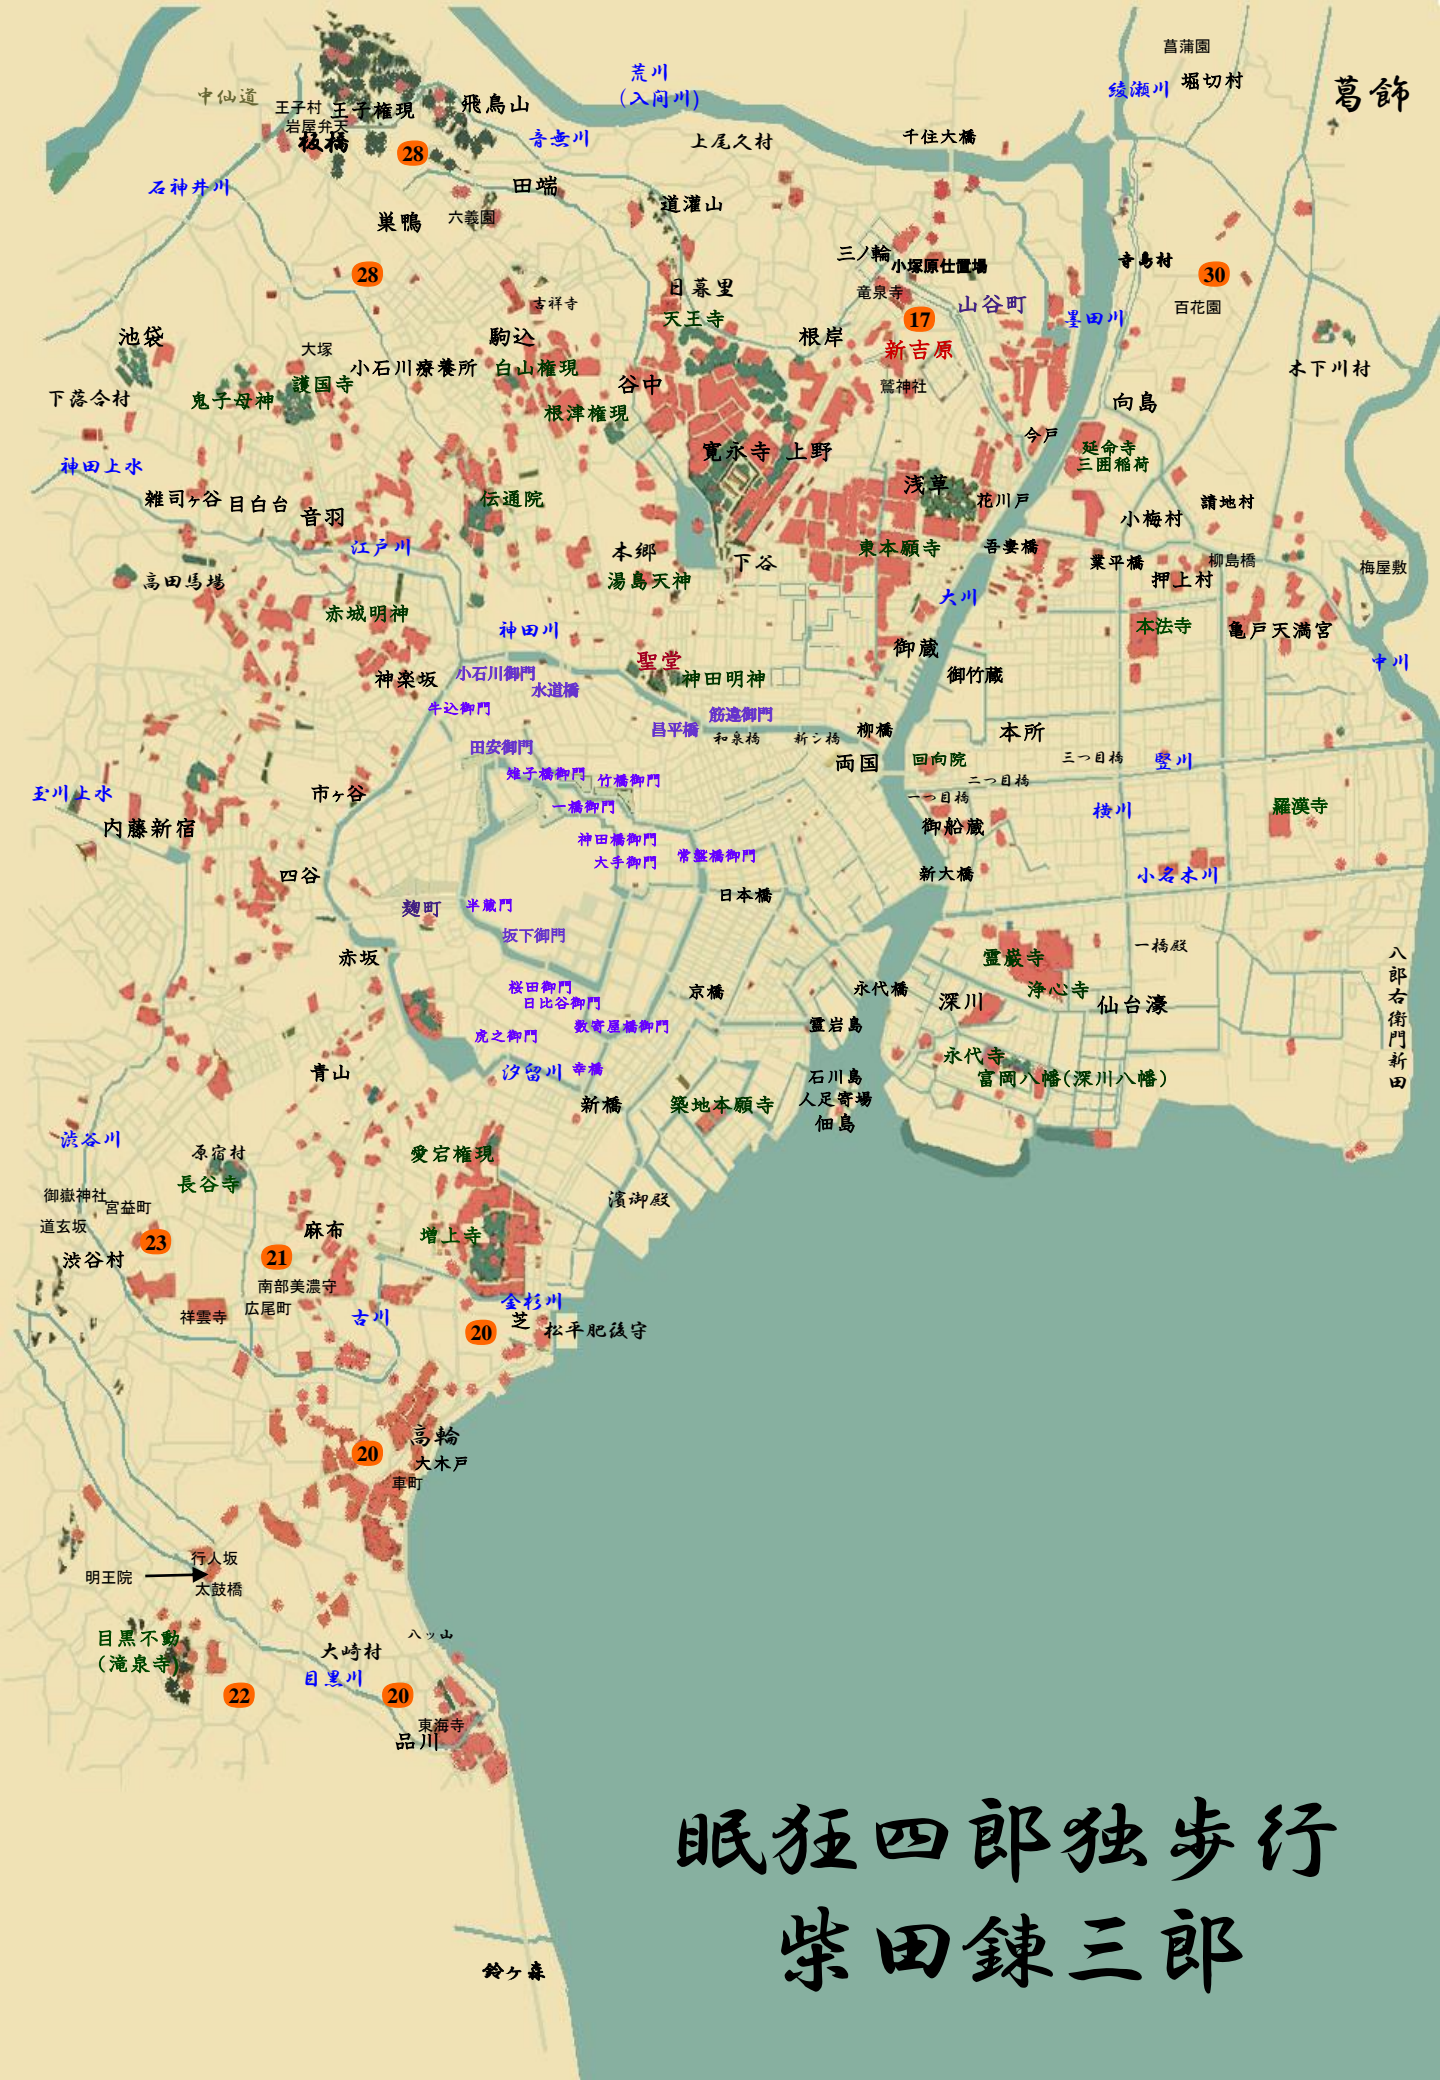 菖蒲園
荒川
(入间川)
綾瀬川
堀切村
葛飾
中仙道
王子村
王子権現
飛鳥山
岩屋弁天
板橋
28
音無川
上尾久村
千住大橋
石神井川
田端
道灌山
巣鴨
六義園
三ノ輪
小塚原仕置場
寺島村
28
日暮里
竜泉寺
山谷町
30
百花園
吉祥寺
天王寺
17
墨田川
池袋
大塚
駒込
根岸
新吉原
小石川療養所
白山権現
木下川村
護国寺
谷中
鷲神社
下落合村
鬼子母神
根津権現
向島
神田上水
寛永寺
上野
今戸
延命寺
三囲稲荷
雑司ヶ谷
目白台
音羽
伝通院
浅草
花川戸
小梅村
請地村
江戸川
本郷
下谷
東本願寺
吾妻橋
業平橋
柳島橋
梅屋敷
高田馬場
湯島天神
押上村
大川
赤城明神
神田川
本法寺
亀戸天満宮
御蔵
聖堂
中川
神楽坂
小石川御門
水道橋
神田明神
御竹蔵
牛込御門
昌平橋
筋違御門
和泉橋
新シ橋
柳橋
本所
田安御門
両国
回向院
三つ目橋
竪川
雉子橋御門
竹橋御門
二つ目橋
玉川上水
市ヶ谷
一橋御門
一つ目橋
横川
羅漢寺
内藤新宿
神田橋御門
御船蔵
大手御門
常盤橋御門
四谷
新大橋
小名木川
日本橋
麹町
半蔵門
坂下御門
一橋殿
赤坂
霊巌寺
八郎右衛門新田
桜田御門
京橋
永代橋
浄心寺
日比谷御門
深川
仙台濠
虎之御門
数寄屋橋御門
霊岩島
永代寺
青山
汐留川
幸橋
石川島
富岡八幡(深川八幡)
新橋
築地本願寺
人足寄場
佃島
渋谷川
原宿村
愛宕権現
長谷寺
御嶽神社
宮益町
濱御殿
道玄坂
23
麻布
増上寺
渋谷村
21
南部美濃守
広尾町
祥雲寺
古川
金杉川
20
芝
松平肥後守
高輪
20
大木戸
車町
行人坂
明王院
太鼓橋
目黒不動
(滝泉寺)
八ッ山
大崎村
目黒川
22
20
東海寺
品川
眠狂四郎独歩行
柴田錬三郎
鈴ヶ森